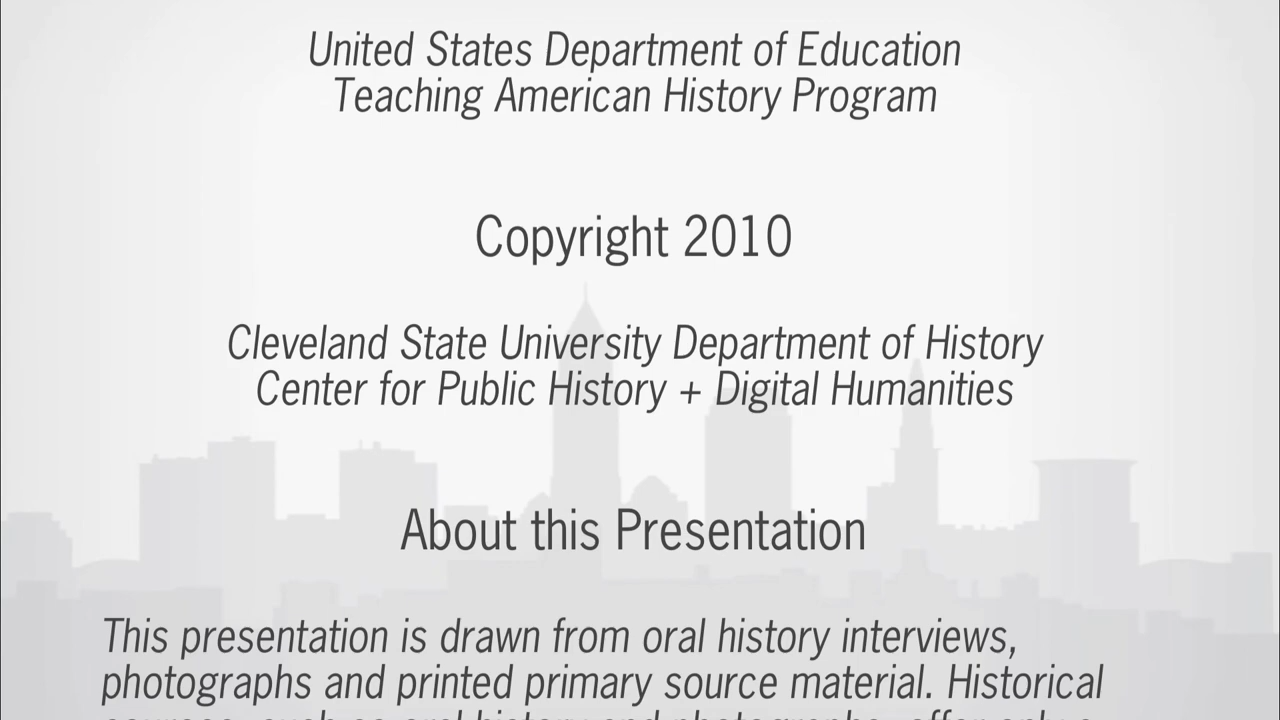 United States Department of Education
Teaching American History Program
Copyright 2010
Cleveland State University Department of History
Center for Public History + Digital Humanities
About this Presentation
This presentation is drawn from oral history interviews,
photographs and printed primary source material. Historical